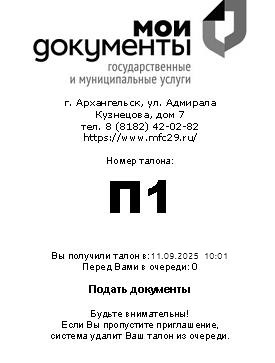 мои
документы
государственные
и муниципальные услуги
г. Архангельск, ул. Адмирала
Кузнецова, дом 7
тел. 8 (8182) 42-02-82
https://www.mfc29.ru/
Номер талона:
П1
Вы получили талон в: 11.09.2025 10:01
Перед Вами в очереди: 0
Подать документы
Будьте внимательны!
Если Вы пропустите приглашение,
система удалит Ваш талон из очереди.